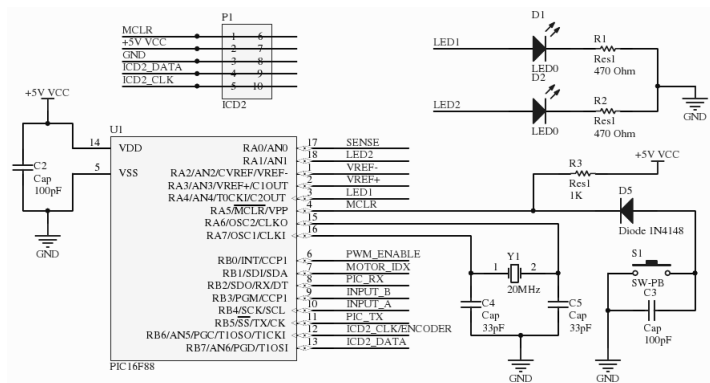 P1
MCLR 1 6
+5V VCC 2 7
GND 3 8
ICD2_DATA 4 9
ICD2_CLK 5 10
ICD2
D1
LED1
LED0
R1
Res1
470 Ohm
D2
LED2
LED0
R2
Res1
470 Ohm
GND
+5V VCC
C2
Cap
100pF
GND
U1
14 VDD
5 VSS
RA0/AN0 17 SENSE
RA1/AN1 18 LED2
RA2/AN2/CVREF/VREF- 1 VREF-
RA3/AN3/VREF+/C1OUT 2 VREF+
RA4/AN4/T0CKI/C2OUT 3 LED1
RA5/MCLR/VPP 4 MCLR
RA6/OSC2/CLKO 15
RA7/OSC1/CLKI 16
RB0/INT/CCP1 6 PWM_ENABLE
RB1/SDI/SDA 7 MOTOR_IDX
RB2/SDO/RX/DT 8 PIC_RX
RB3/PGM/CCP1 9 INPUT_B
RB4/SCK/SCL 10 INPUT_A
RB5/SS/TX/CK 11 PIC_TX
RB6/AN5/PGC/T1OSO/T1CKI 12 ICD2_CLK/ENCODER
RB7/AN6/PGD/T1OSI 13 ICD2_DATA
PIC16F88
R3
Res1
1K
+5V VCC
D5
Diode 1N4148
Y1
1 2
20MHz
C4
Cap
33pF
C5
Cap
33pF
GND
S1
SW-PB
C3
Cap
100pF
GND